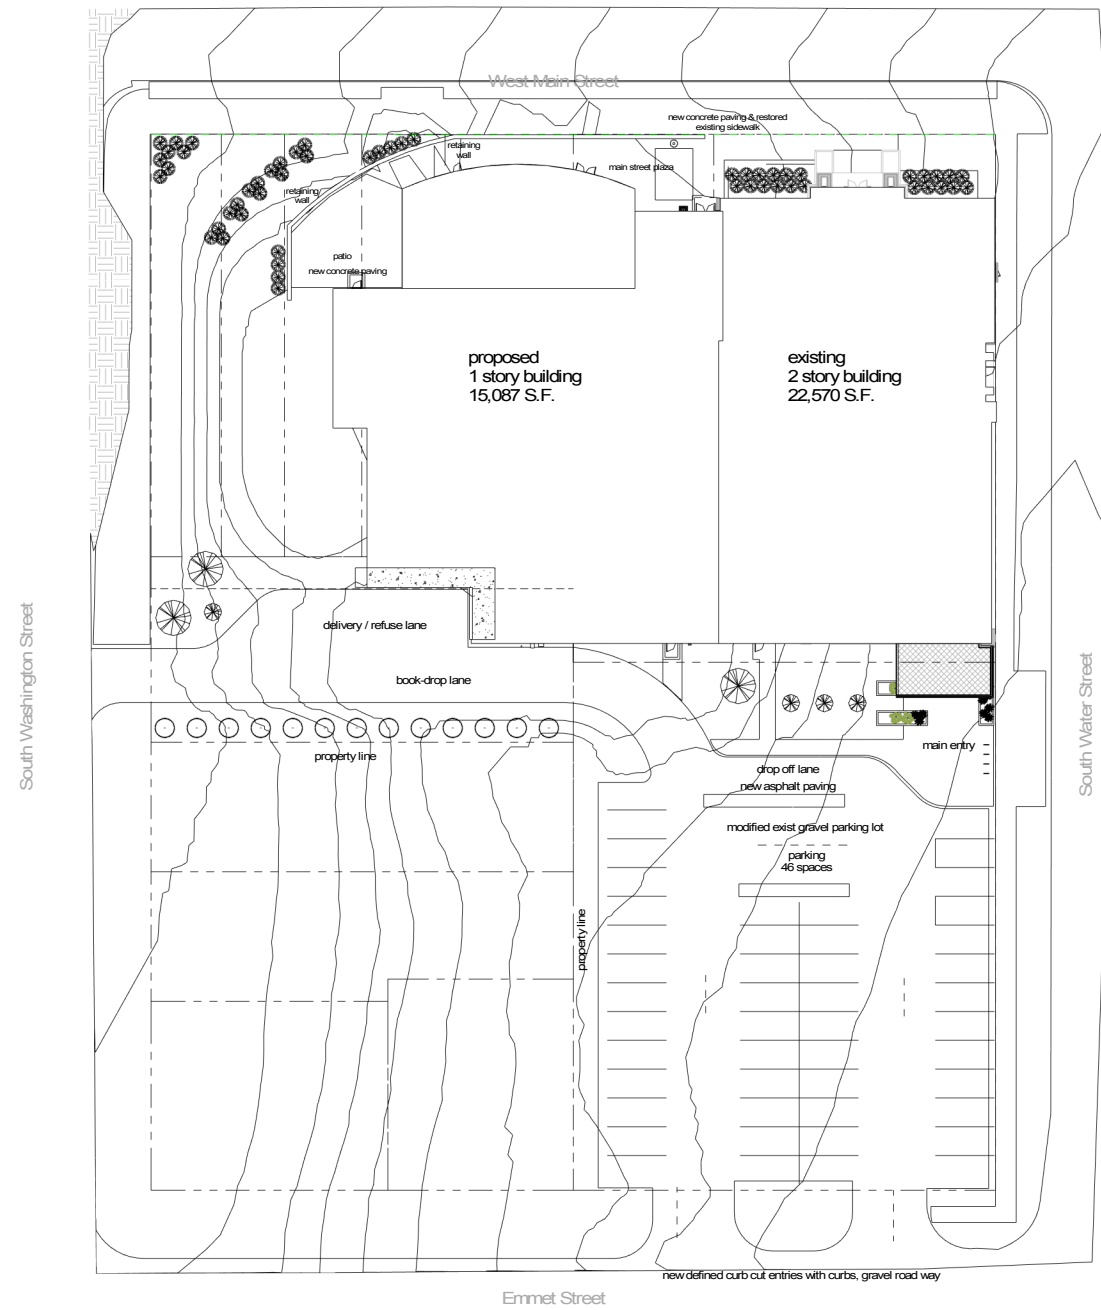 West Main Street
new concrete paving & restored
existing sidewalk
retaining
wall
main street plaza
retaining
wall
patio
new concrete paving
proposed
1 story building
15,087 S.F.
existing
2 story building
22,570 S.F.
delivery / refuse lane
book-drop lane
South Washington Street
South Water Street
main entry
property line
drop off lane
new asphalt paving
modified exist gravel parking lot
parking
46 spaces
property line
new defined curb cut entries with curbs, gravel road way
Emmet Street